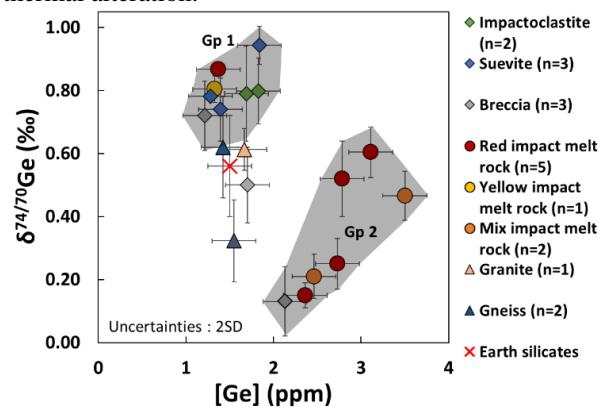 thermal alteration.
1.00
0.80
0.60
0.40
0.20
0.00
δ74/70Ge (‰)
Gp 1
Gp 2
Uncertainties : 2SD
0
1
2
3
4
[Ge] (ppm)
Impactoclastite
(n=2)
Suevite (n=3)
Breccia (n=3)
Red impact melt
rock (n=5)
Yellow impact
melt rock (n=1)
Mix impact melt
rock (n=2)
Granite (n=1)
Gneiss (n=2)
Earth silicates